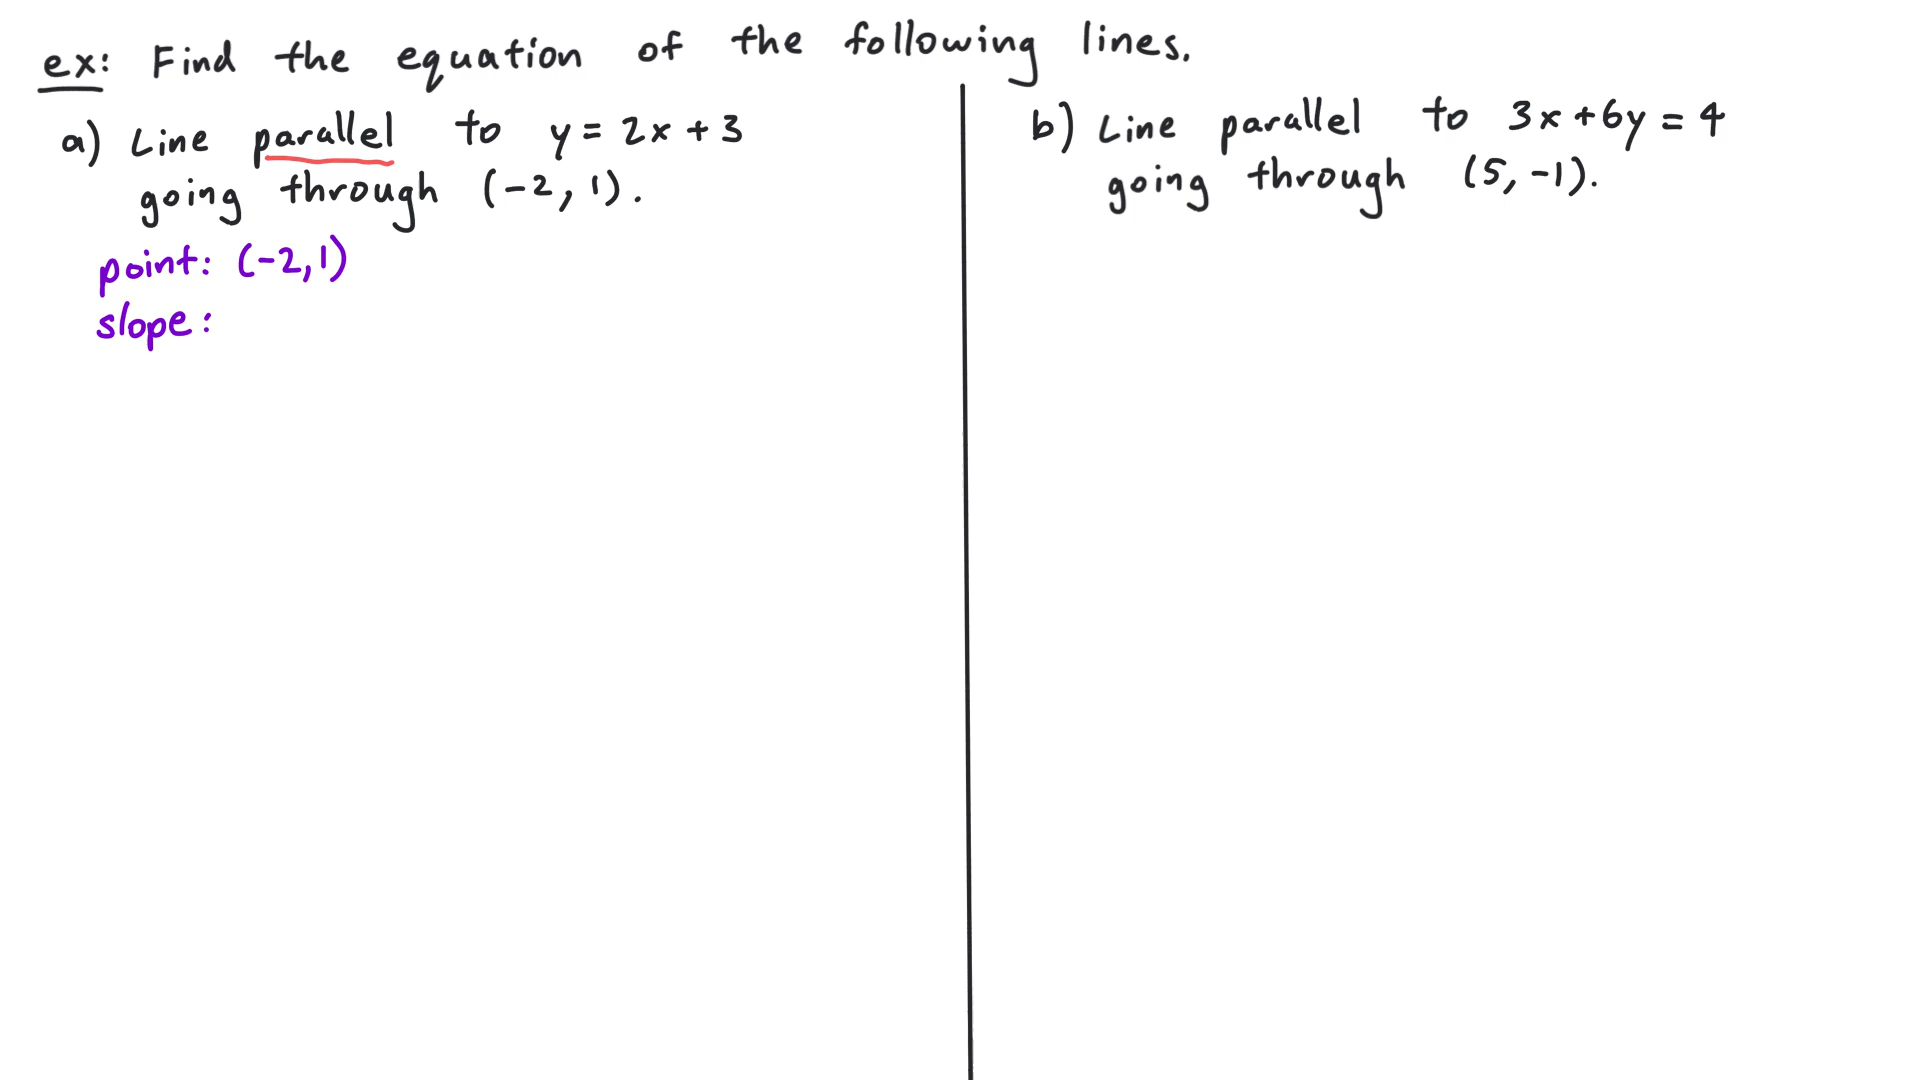 ex: Find the equation of the following lines.
a) Line parallel to y = 2x + 3
going through (-2, 1).
point: (-2,1)
slope:
b) Line parallel to 3x + 6y = 4
going through (5, -1).